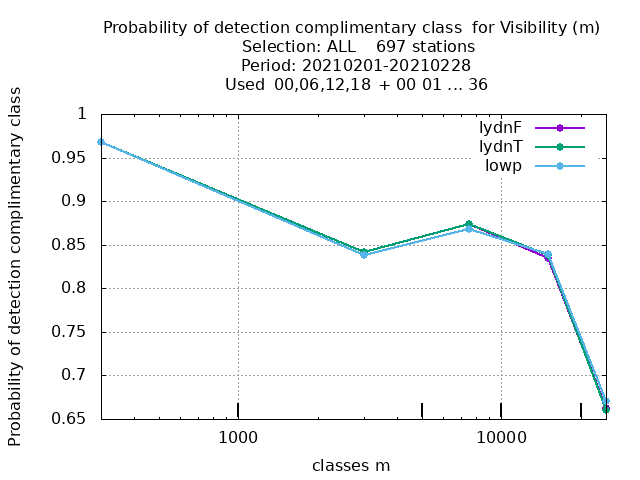 Probability of detection complimentary class  for Visibility (m)
Selection: ALL    697 stations
Period: 20210201-20210228
Used  00,06,12,18 + 00 01 ... 36
Probability of detection complimentary class
1
0.95
0.9
0.85
0.8
0.75
0.7
0.65
lydnF
lydnT
lowp
1000
10000
classes m